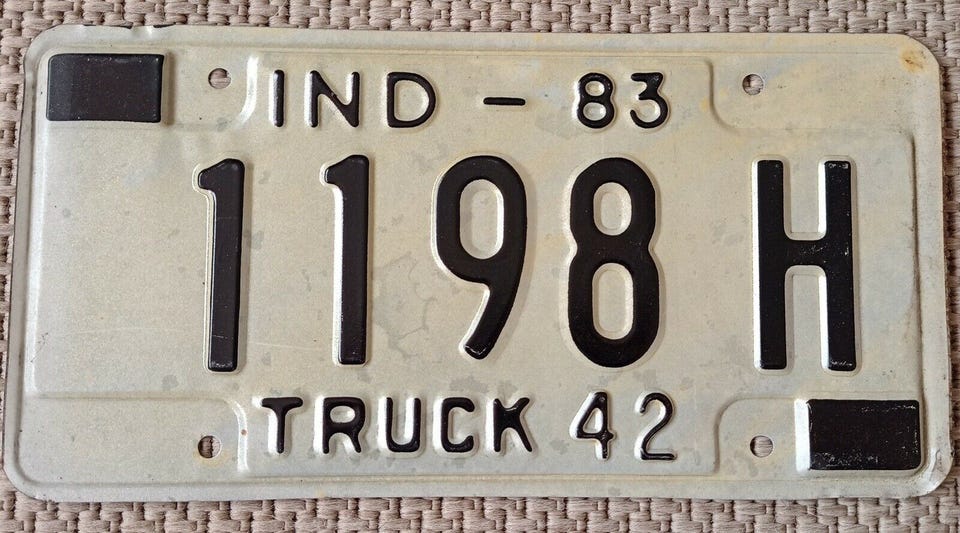 IND - 83
1198 H
TRUCK 42